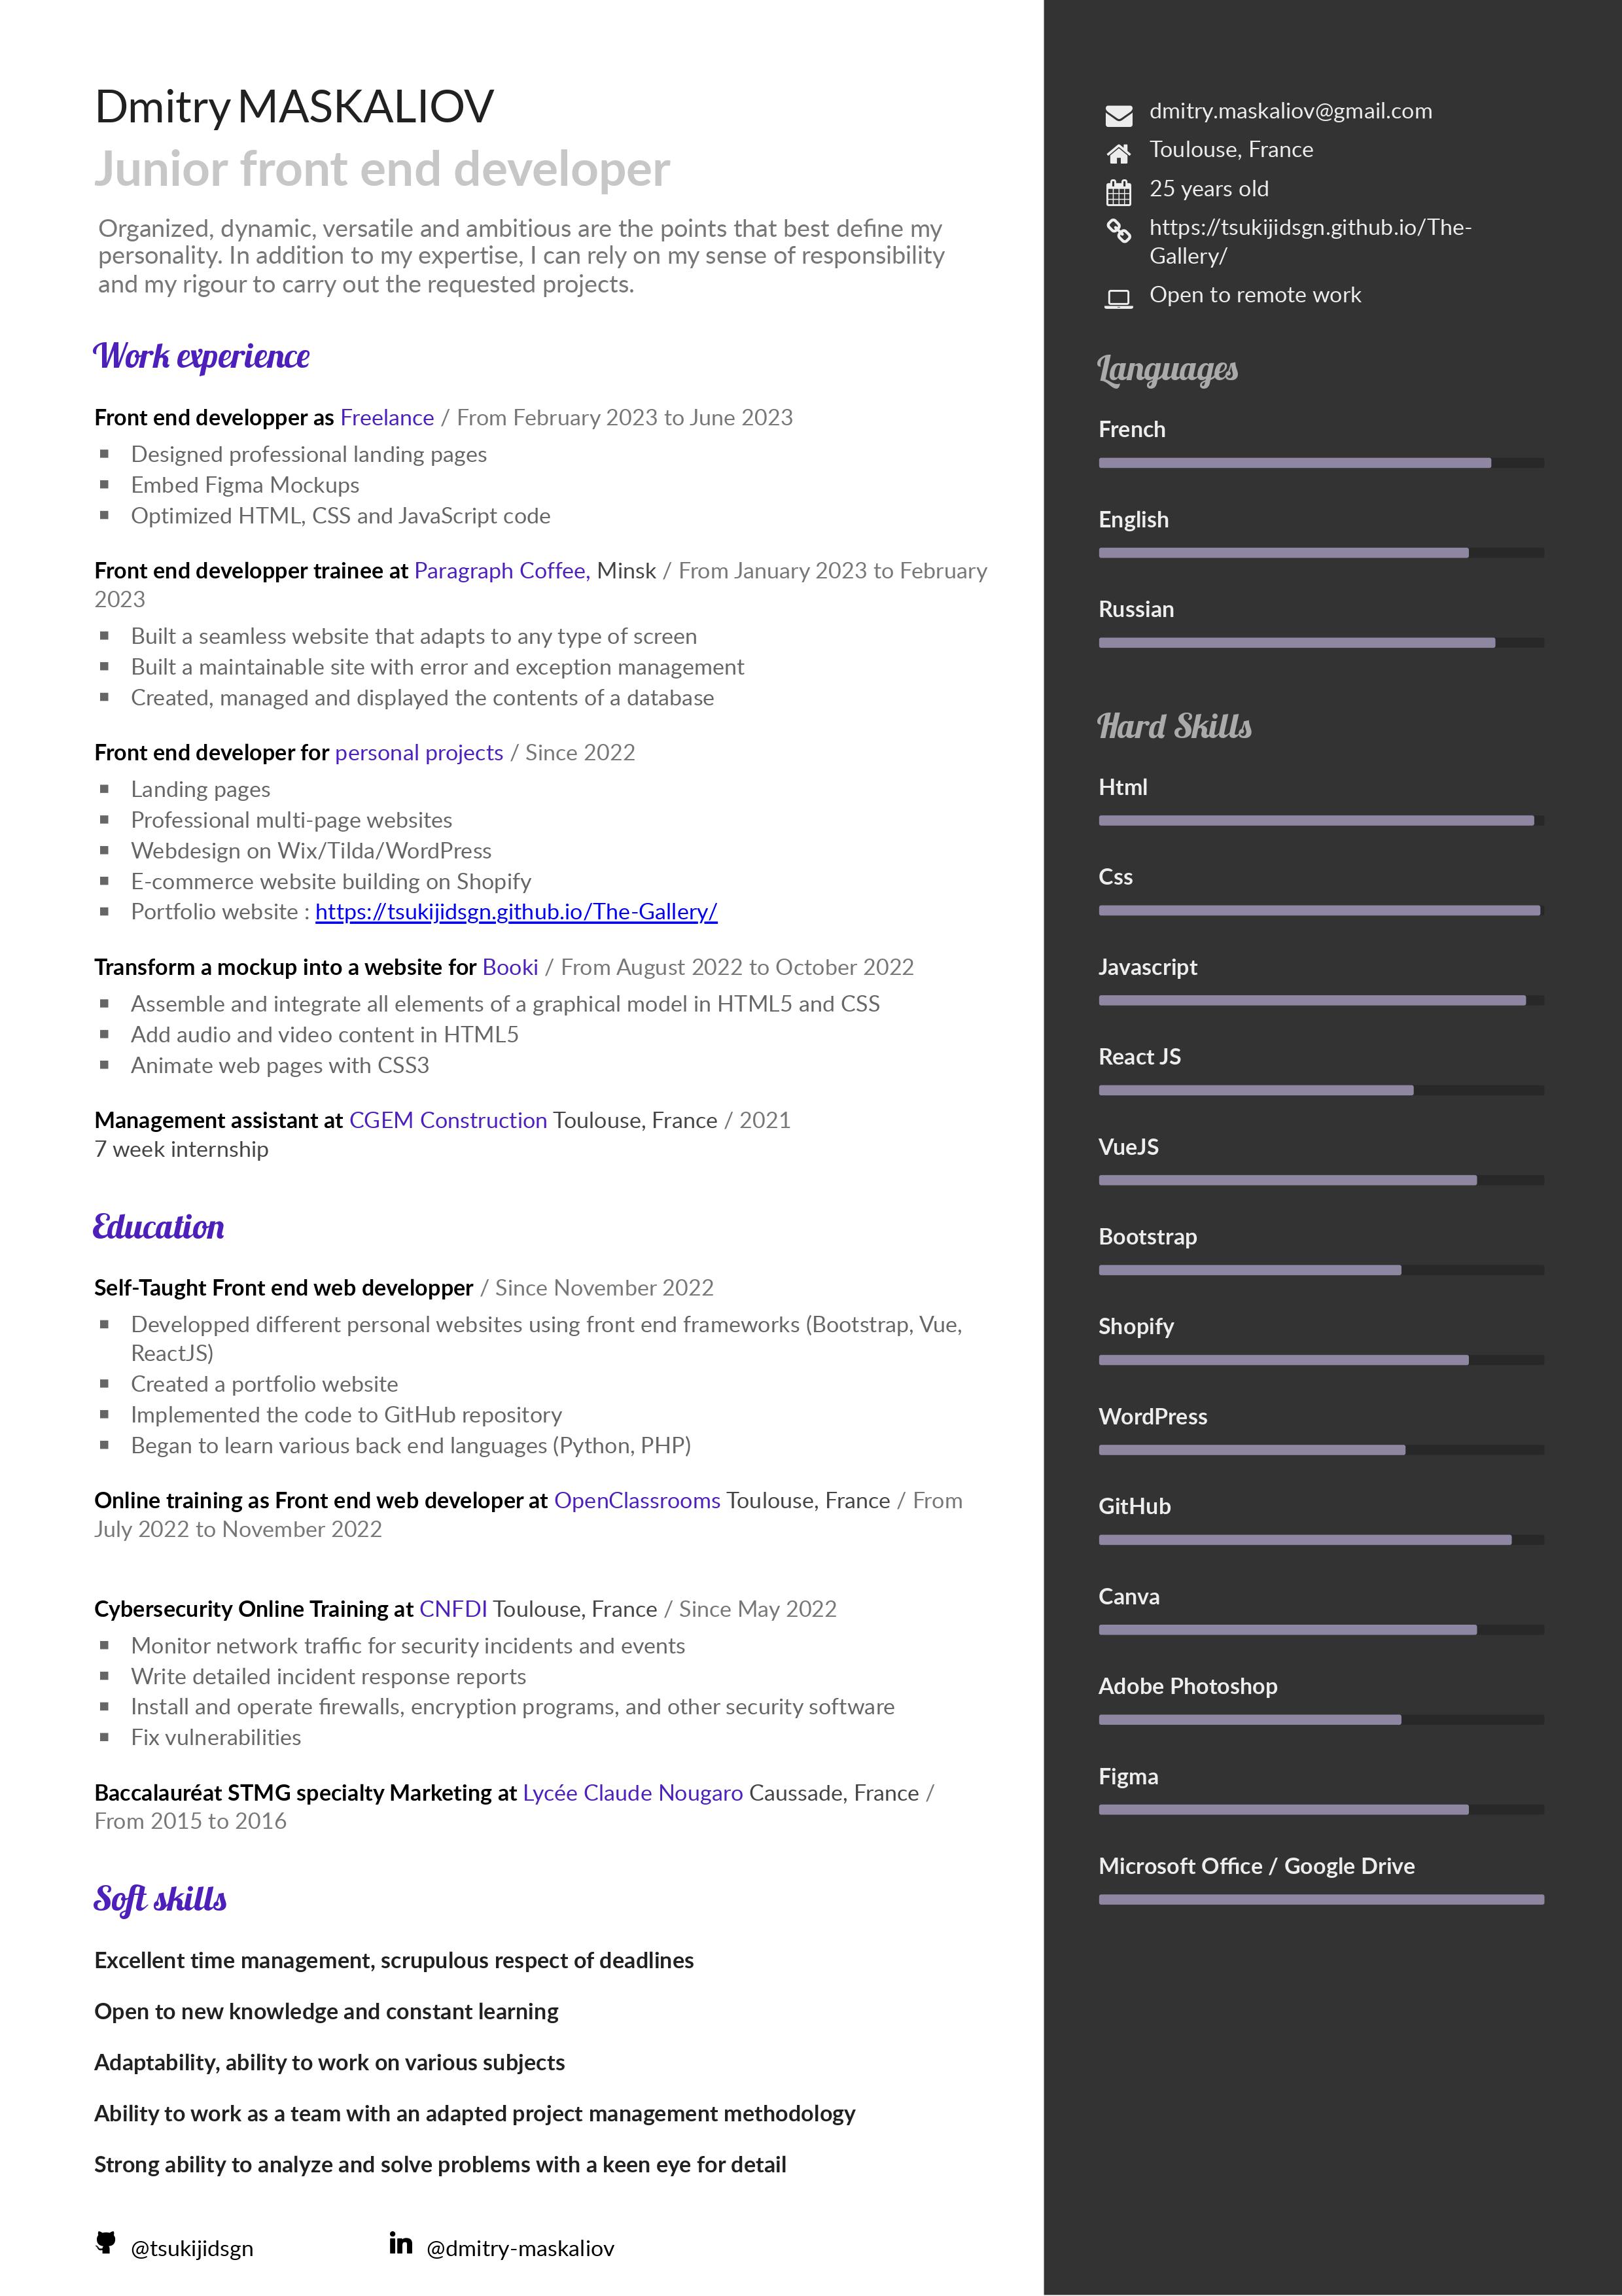 Dmitry MASKALIOV
Junior front end developer
Organized, dynamic, versatile and ambitious are the points that best define my
personality. In addition to my expertise, I can rely on my sense of responsibility
and my rigour to carry out the requested projects.
Work experience
Front end developper as Freelance / From February 2023 to June 2023
▪ Designed professional landing pages
▪ Embed Figma Mockups
▪ Optimized HTML, CSS and JavaScript code
Front end developper trainee at Paragraph Coffee, Minsk / From January 2023 to February
2023
▪ Built a seamless website that adapts to any type of screen
▪ Built a maintainable site with error and exception management
▪ Created, managed and displayed the contents of a database
Front end developer for personal projects / Since 2022
▪ Landing pages
▪ Professional multi-page websites
▪ Webdesign on Wix/Tilda/WordPress
▪ E-commerce website building on Shopify
▪ Portfolio website : https://tsukijidsgn.github.io/The-Gallery/
Transform a mockup into a website for Booki / From August 2022 to October 2022
▪ Assemble and integrate all elements of a graphical model in HTML5 and CSS
▪ Add audio and video content in HTML5
▪ Animate web pages with CSS3
Management assistant at CGEM Construction Toulouse, France / 2021
7 week internship
Education
Self-Taught Front end web developper / Since November 2022
▪ Developped different personal websites using front end frameworks (Bootstrap, Vue,
ReactJS)
▪ Created a portfolio website
▪ Implemented the code to GitHub repository
▪ Began to learn various back end languages (Python, PHP)
Online training as Front end web developer at OpenClassrooms Toulouse, France / From
July 2022 to November 2022
Cybersecurity Online Training at CNFDI Toulouse, France / Since May 2022
▪ Monitor network traffic for security incidents and events
▪ Write detailed incident response reports
▪ Install and operate firewalls, encryption programs, and other security software
▪ Fix vulnerabilities
Baccalauréat STMG specialty Marketing at Lycée Claude Nougaro Caussade, France /
From 2015 to 2016
Soft skills
Excellent time management, scrupulous respect of deadlines
Open to new knowledge and constant learning
Adaptability, ability to work on various subjects
Ability to work as a team with an adapted project management methodology
Strong ability to analyze and solve problems with a keen eye for detail
@tsukijidsgn
@dmitry-maskaliov
dmitry.maskaliov@gmail.com
Toulouse, France
25 years old
https://tsukijidsgn.github.io/The-
Gallery/
Open to remote work
Languages
French
English
Russian
Hard Skills
Html
Css
Javascript
React JS
VueJS
Bootstrap
Shopify
WordPress
GitHub
Canva
Adobe Photoshop
Figma
Microsoft Office / Google Drive